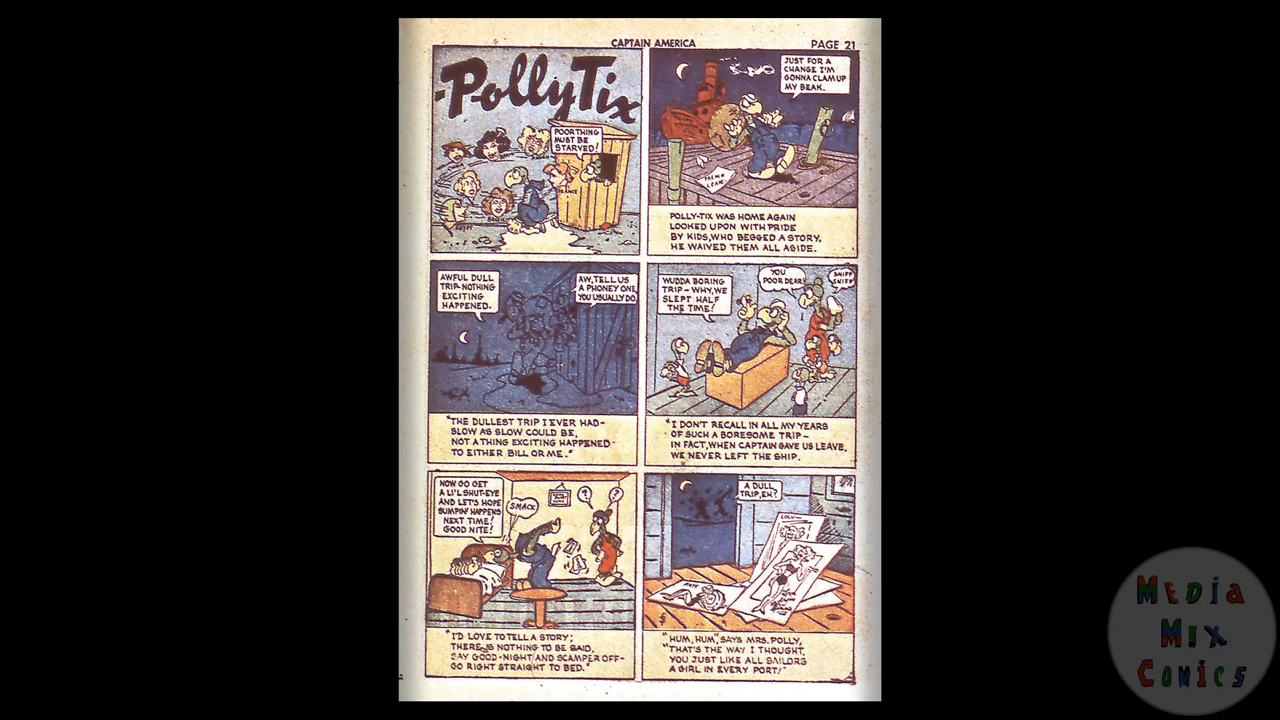 CAPTAIN AMERICA
PAGE 21
Polly Tix
POOR THING
MUST BE
STARVED!
JUST FOR A
CHANGE I'M
GONNA CLAM UP
MY BEAK.
FRENCH
LEAVE
POLLY-TIX WAS HOME AGAIN
LOOKED UPON WITH PRIDE
BY KIDS, WHO BEGGED A STORY,
HE WAIVED THEM ALL ASIDE.
AWFUL DULL
TRIP-NOTHING
EXCITING
HAPPENED.
AW, TELL US
A PHONEY ONE
YOU USUALLY DO.
"THE DULLEST TRIP I EVER HAD-
SLOW AS SLOW COULD BE,
NOT A THING EXCITING HAPPENED-
TO EITHER BILL OR ME."
WUDDA BORING
TRIP - WHY, WE
SLEPT HALF
THE TIME!
YOU
POOR DEAR!
SNIFF
SNIFF
"I DON'T RECALL IN ALL MY YEARS
OF SUCH A BORESOME TRIP-
IN FACT, WHEN CAPTAIN GAVE US LEAVE,
WE NEVER LEFT THE SHIP.
NOW GO GET
A LI'L SHUT-EYE
AND LET'S HOPE
SUMPIN' HAPPENS
NEXT TIME!
GOOD NITE!
SMACK
?
?
"I'D LOVE TO TELL A STORY;
THERE IS NOTHING TO BE SAID,
SAY GOOD-NIGHT AND SCAMPER OFF-
GO RIGHT STRAIGHT TO BED."
A DULL
TRIP, EH?
"HUM, HUM," SAYS MRS. POLLY,
"THAT'S THE WAY I THOUGHT,
YOU JUST LIKE ALL SAILORS
A GIRL IN EVERY PORT!"
MEDIA
MIX
COMICS